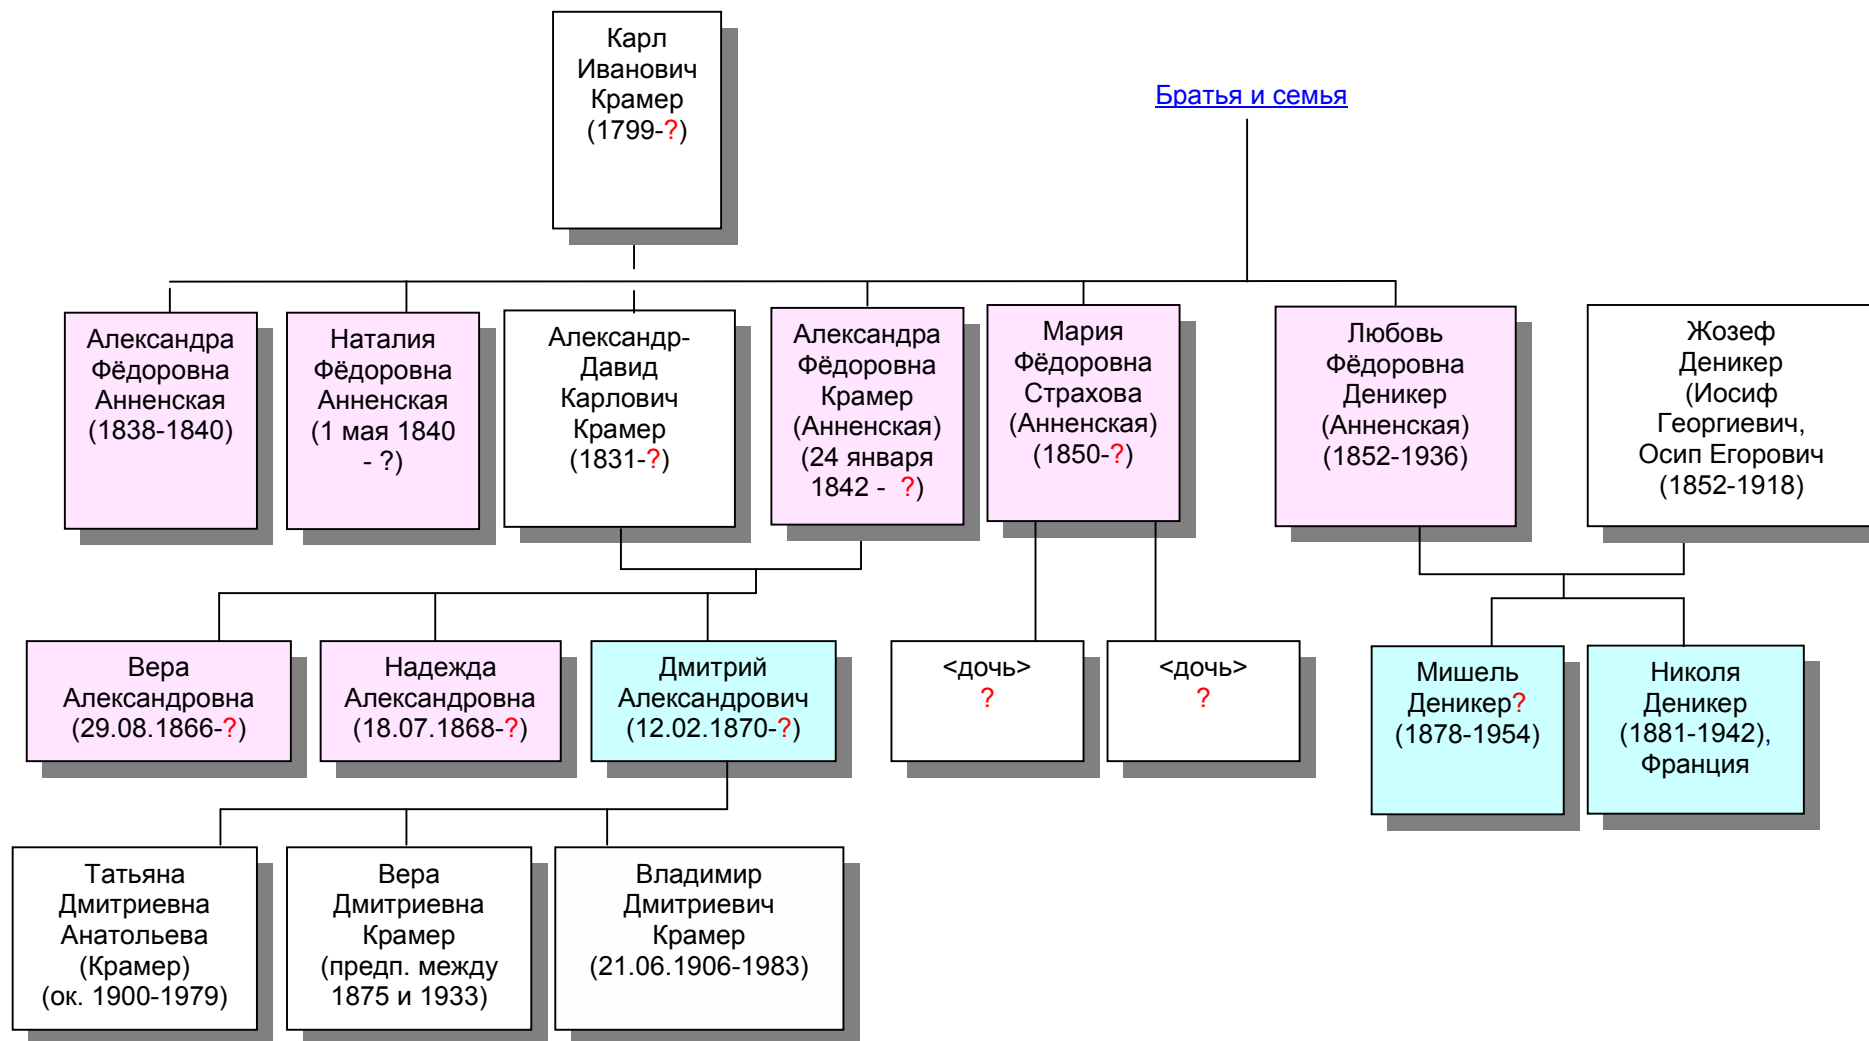 Карл
Иванович
Крамер
(1799-?)
Братья и семья
Александра
Фёдоровна
Анненская
(1838-1840)
Наталия
Фёдоровна
Анненская
(1 мая 1840
- ?)
Александр-
Давид
Карлович
Крамер
(1831-?)
Александра
Фёдоровна
Крамер
(Анненская)
(24 января
1842 - ?)
Мария
Фёдоровна
Страхова
(Анненская)
(1850-?)
Любовь
Фёдоровна
Деникер
(Анненская)
(1852-1936)
Жозеф
Деникер
(Иосиф
Георгиевич,
Осип Егорович
(1852-1918)
Вера
Александровна
(29.08.1866-?)
Надежда
Александровна
(18.07.1868-?)
Дмитрий
Александрович
(12.02.1870-?)
<дочь>
?
<дочь>
?
Мишель
Деникер?
(1878-1954)
Николя
Деникер
(1881-1942),
Франция
Татьяна
Дмитриевна
Анатольева
(Крамер)
(ок. 1900-1979)
Вера
Дмитриевна
Крамер
(предп. между
1875 и 1933)
Владимир
Дмитриевич
Крамер
(21.06.1906-1983)